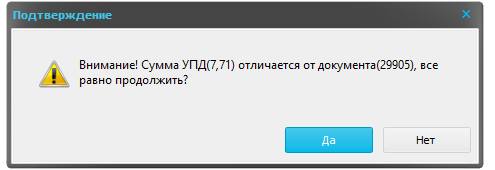 Подтверждение
Внимание! Сумма УПД(7,71) отличается от документа(29905), все
равно продолжить?
Да
Нет